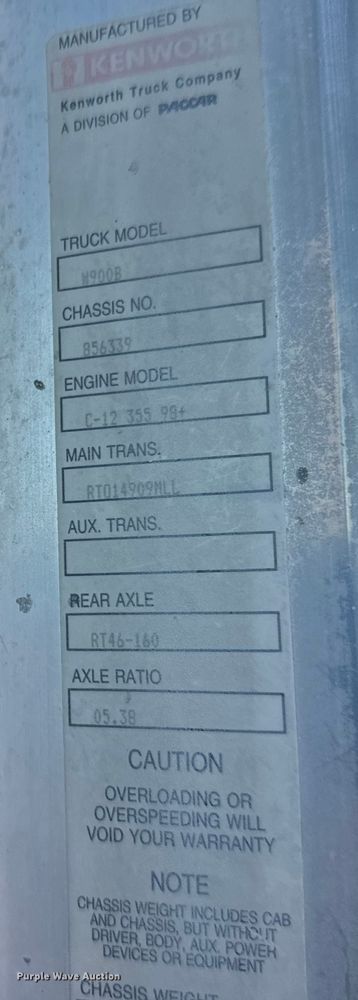 MANUFACTURED BY
KENWORTH
Kenworth Truck Company
A DIVISION OF PACCAR
TRUCK MODEL
W900B
CHASSIS NO.
856339
ENGINE MODEL
C-12 355 98+
MAIN TRANS.
RTO14909MLL
AUX. TRANS.
REAR AXLE
RT46-160
AXLE RATIO
05.38
CAUTION
OVERLOADING OR
OVERSPEEDING WILL
VOID YOUR WARRANTY
NOTE
CHASSIS WEIGHT INCLUDES CAB
AND CHASSIS, BUT WITHOUT
DRIVER, BODY, AUX. POWER
DEVICES OR EQUIPMENT
CHASSIS WEIGHT
Purple Wave Auction